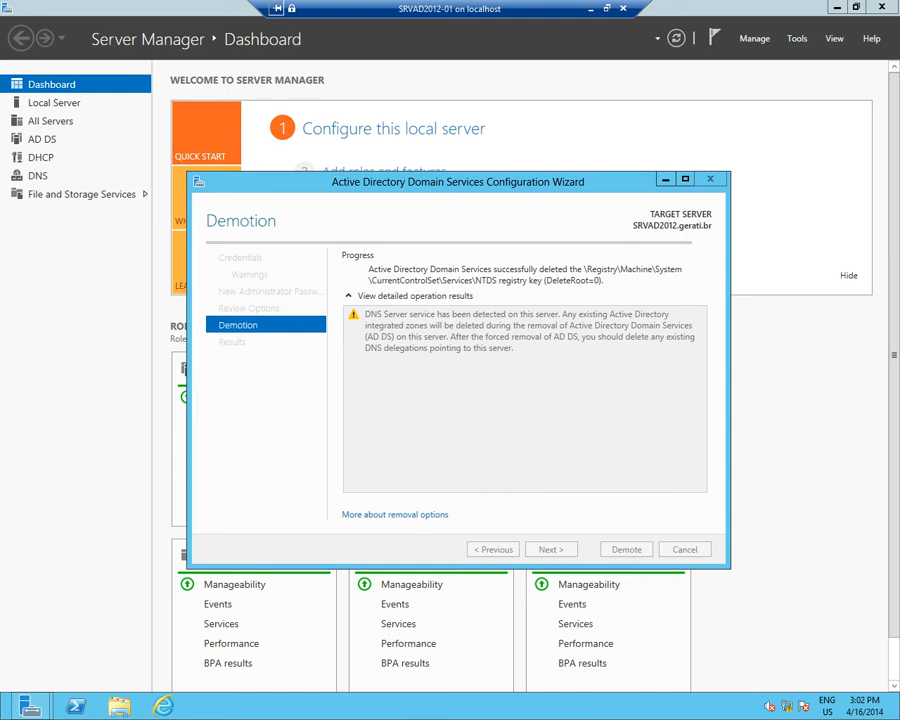 SRVAD2012-01 on localhost
Server Manager ‣ Dashboard
Manage
Tools
View
Help
Dashboard
Local Server
All Servers
AD DS
DHCP
DNS
File and Storage Services
WELCOME TO SERVER MANAGER
QUICK START
1
Configure this local server
Hide
Active Directory Domain Services Configuration Wizard
Demotion
TARGET SERVER
SRVAD2012.gerati.br
Credentials
Warnings
New Administrator Passw...
Review Options
Demotion
Results
Progress
Active Directory Domain Services successfully deleted the \Registry\Machine\System
\CurrentControlSet\Services\NTDS registry key (DeleteRoot=0).
View detailed operation results
DNS Server service has been detected on this server. Any existing Active Directory
integrated zones will be deleted during the removal of Active Directory Domain Services
(AD DS) on this server. After the forced removal of AD DS, you should delete any existing
DNS delegations pointing to this server.
More about removal options
< Previous
Next >
Demote
Cancel
Manageability
Events
Services
Performance
BPA results
Manageability
Events
Services
Performance
BPA results
Manageability
Events
Services
Performance
BPA results
ENG
US
3:02 PM
4/16/2014